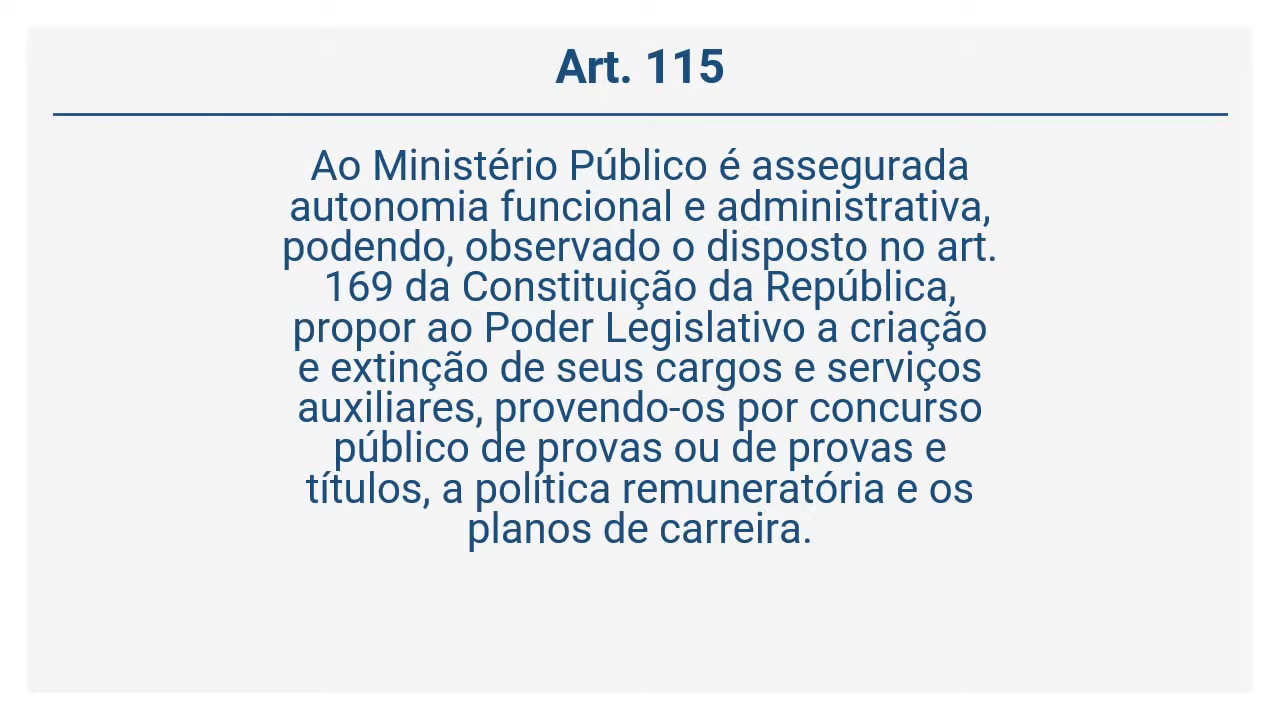 Art. 115
Ao Ministério Público é assegurada
autonomia funcional e administrativa,
podendo, observado o disposto no art.
169 da Constituição da República,
propor ao Poder Legislativo a criação
e extinção de seus cargos e serviços
auxiliares, provendo-os por concurso
público de provas ou de provas e
títulos, a política remuneratória e os
planos de carreira.